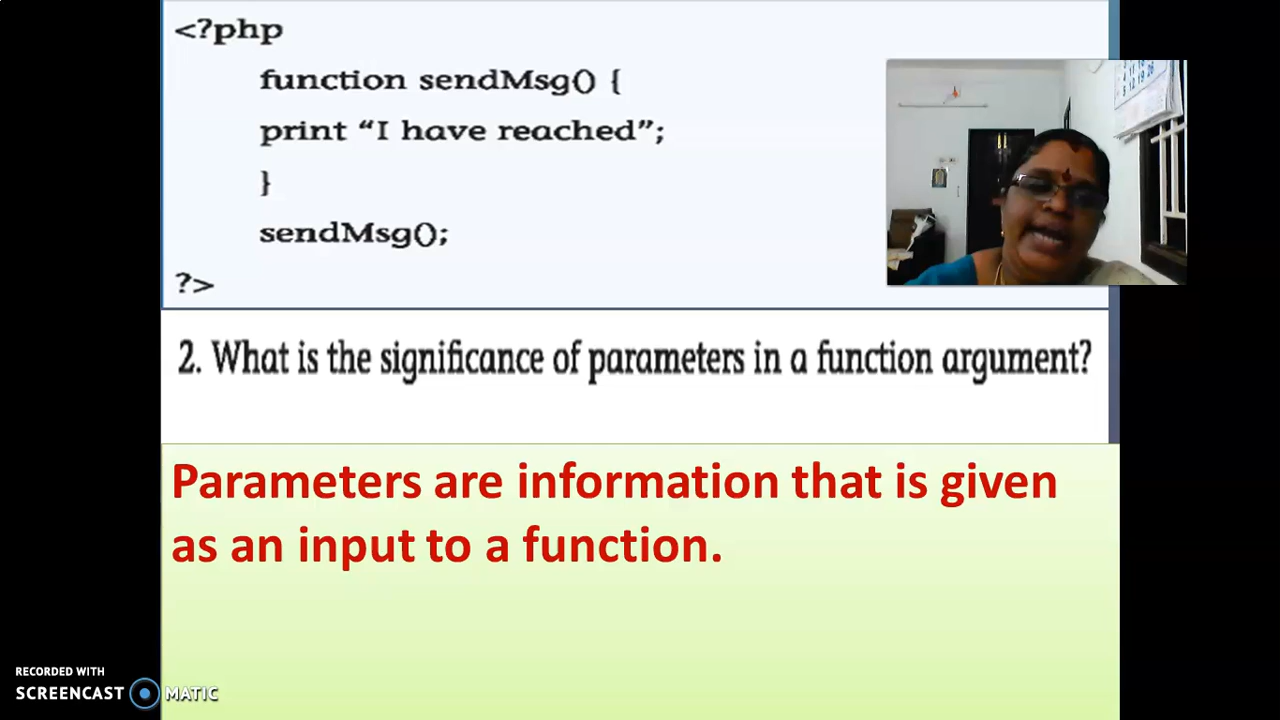 <?php
function sendMsg() {
print “I have reached”;
}
sendMsg();
?>
2. What is the significance of parameters in a function argument?
Parameters are information that is given
as an input to a function.
RECORDED WITH
SCREENCAST MATIC